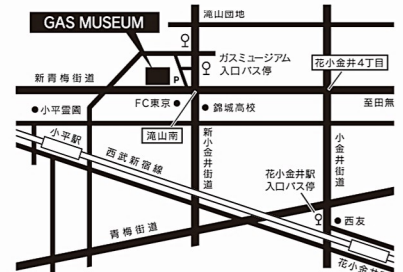 GAS MUSEUM
滝山団地
ガスミュージアム
入口バス停
花小金井4丁目
P
新青梅街道
FC東京
錦城高校
至田無
小平霊園
滝山南
小平駅
西武新宿線
新小金井街道
小金井街道
花小金井駅
入口バス停
西友
青梅街道
花小金